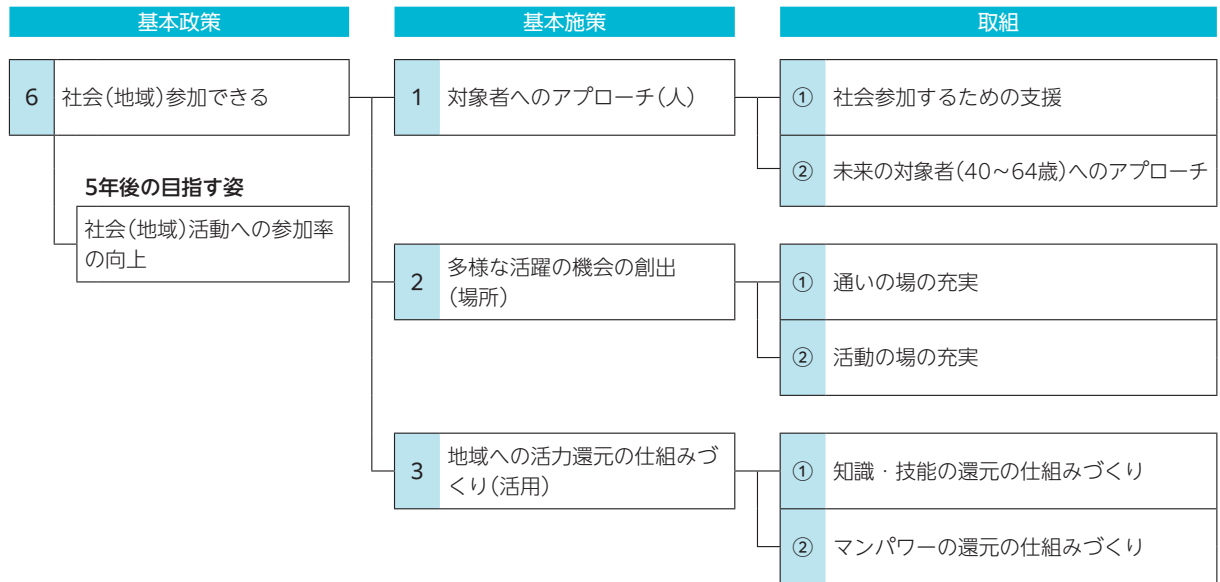 基本政策
基本施策
取組
6 社会(地域)参加できる
5年後の目指す姿
社会(地域)活動への参加率
の向上
1 対象者へのアプローチ(人)
① 社会参加するための支援
② 未来の対象者(40～64歳)へのアプローチ
2 多様な活躍の機会の創出
(場所)
① 通いの場の充実
② 活動の場の充実
3 地域への活力還元の仕組みづ
くり(活用)
① 知識・技能の還元の仕組みづくり
② マンパワーの還元の仕組みづくり